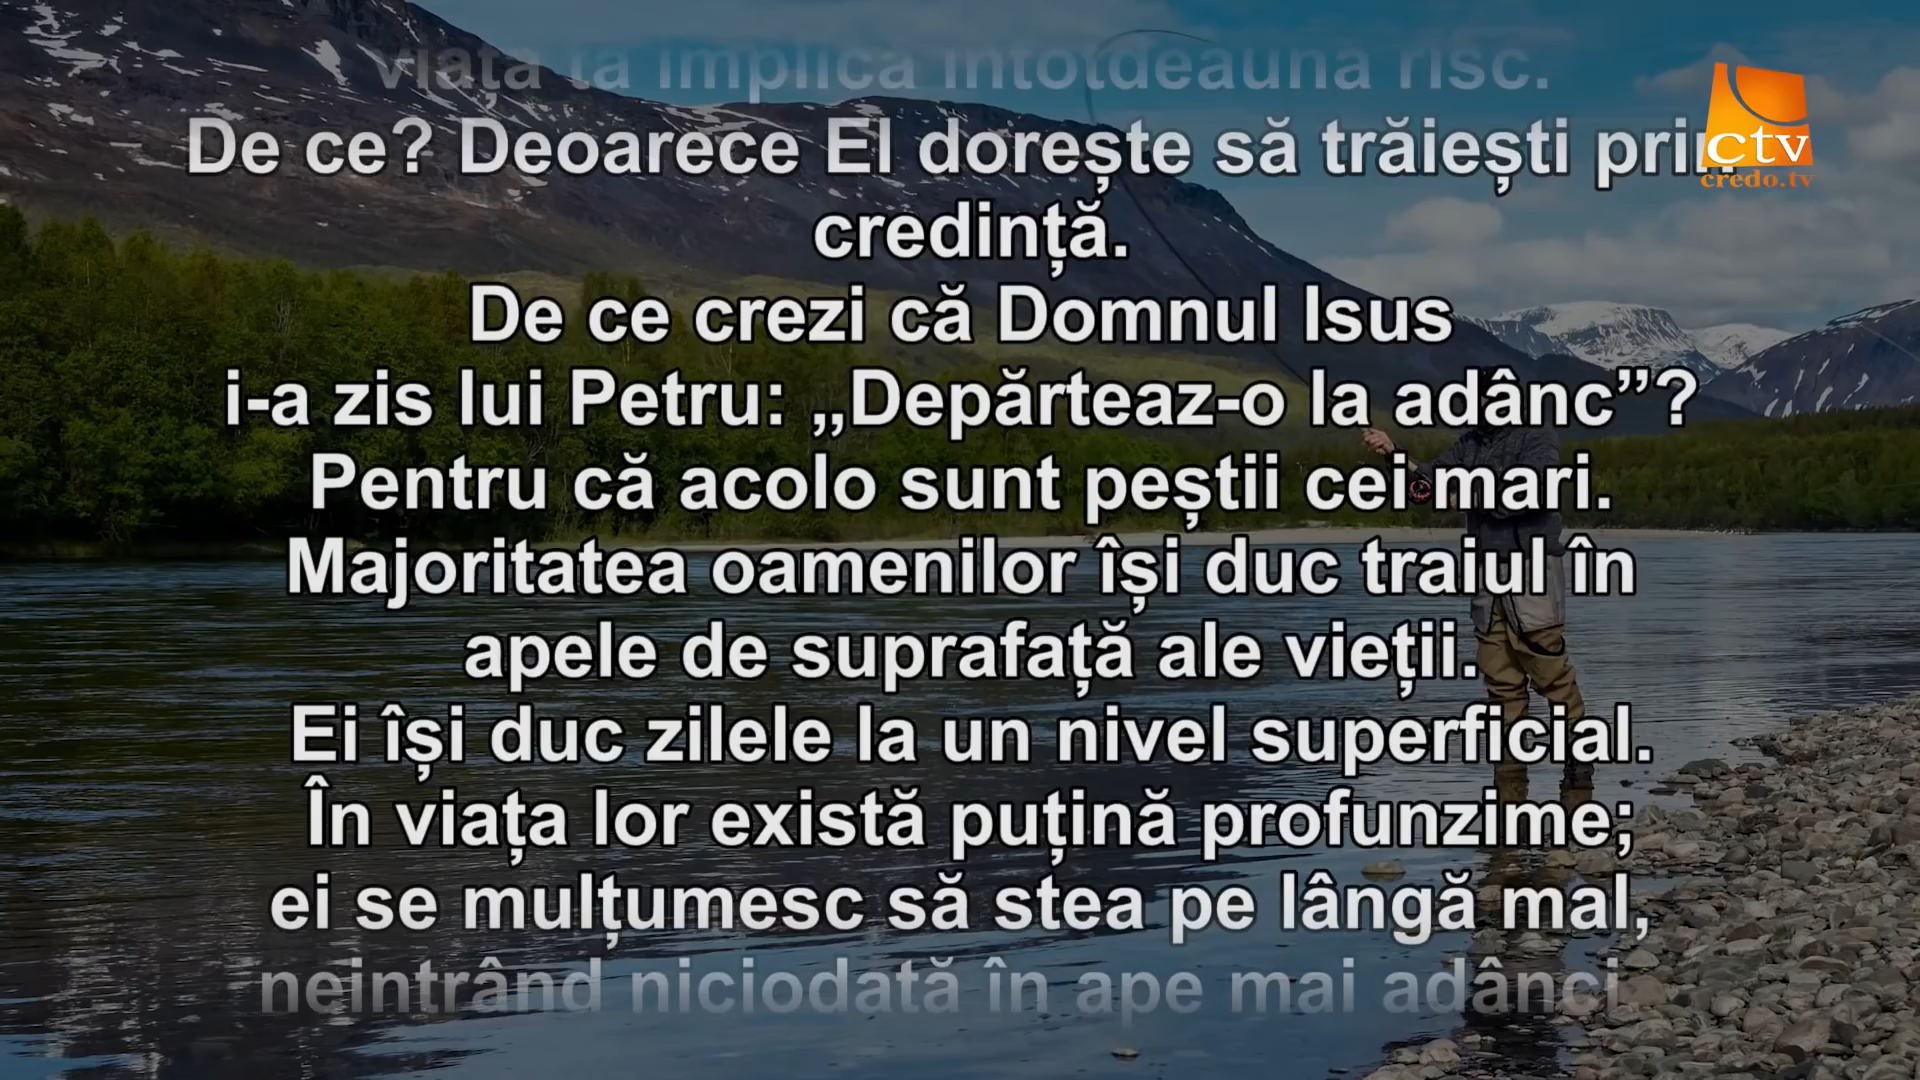 viața ta implică întotdeauna risc.
De ce? Deoarece El dorește să trăiești prin
credință.
De ce crezi că Domnul Isus
i-a zis lui Petru: „Depărteaz-o la adânc”?
Pentru că acolo sunt peștii cei mari.
Majoritatea oamenilor își duc traiul în
apele de suprafață ale vieții.
Ei își duc zilele la un nivel superficial.
În viața lor există puțină profunzime;
ei se mulțumesc să stea pe lângă mal,
neintrând niciodată în ape mai adânci.
ctv
credo.tv